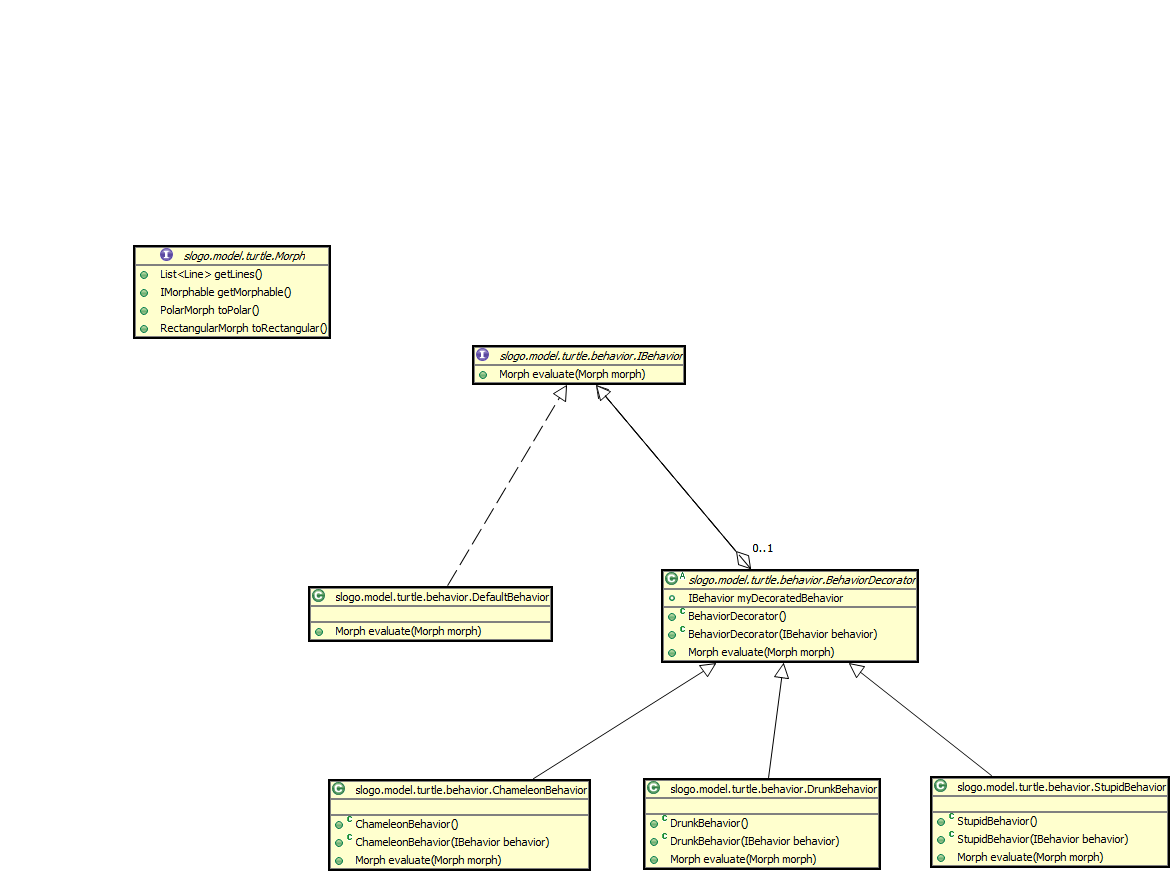 slogo.model.turtle.Morph
List<Line> getLines()
IMorphable getMorphable()
PolarMorph toPolar()
RectangularMorph toRectangular()
slogo.model.turtle.behavior.IBehavior
Morph evaluate(Morph morph)
0..1
slogo.model.turtle.behavior.DefaultBehavior
Morph evaluate(Morph morph)
slogo.model.turtle.behavior.BehaviorDecorator
IBehavior myDecoratedBehavior
BehaviorDecorator()
BehaviorDecorator(IBehavior behavior)
Morph evaluate(Morph morph)
slogo.model.turtle.behavior.ChameleonBehavior
ChameleonBehavior()
ChameleonBehavior(IBehavior behavior)
Morph evaluate(Morph morph)
slogo.model.turtle.behavior.DrunkBehavior
DrunkBehavior()
DrunkBehavior(IBehavior behavior)
Morph evaluate(Morph morph)
slogo.model.turtle.behavior.StupidBehavior
StupidBehavior()
StupidBehavior(IBehavior behavior)
Morph evaluate(Morph morph)